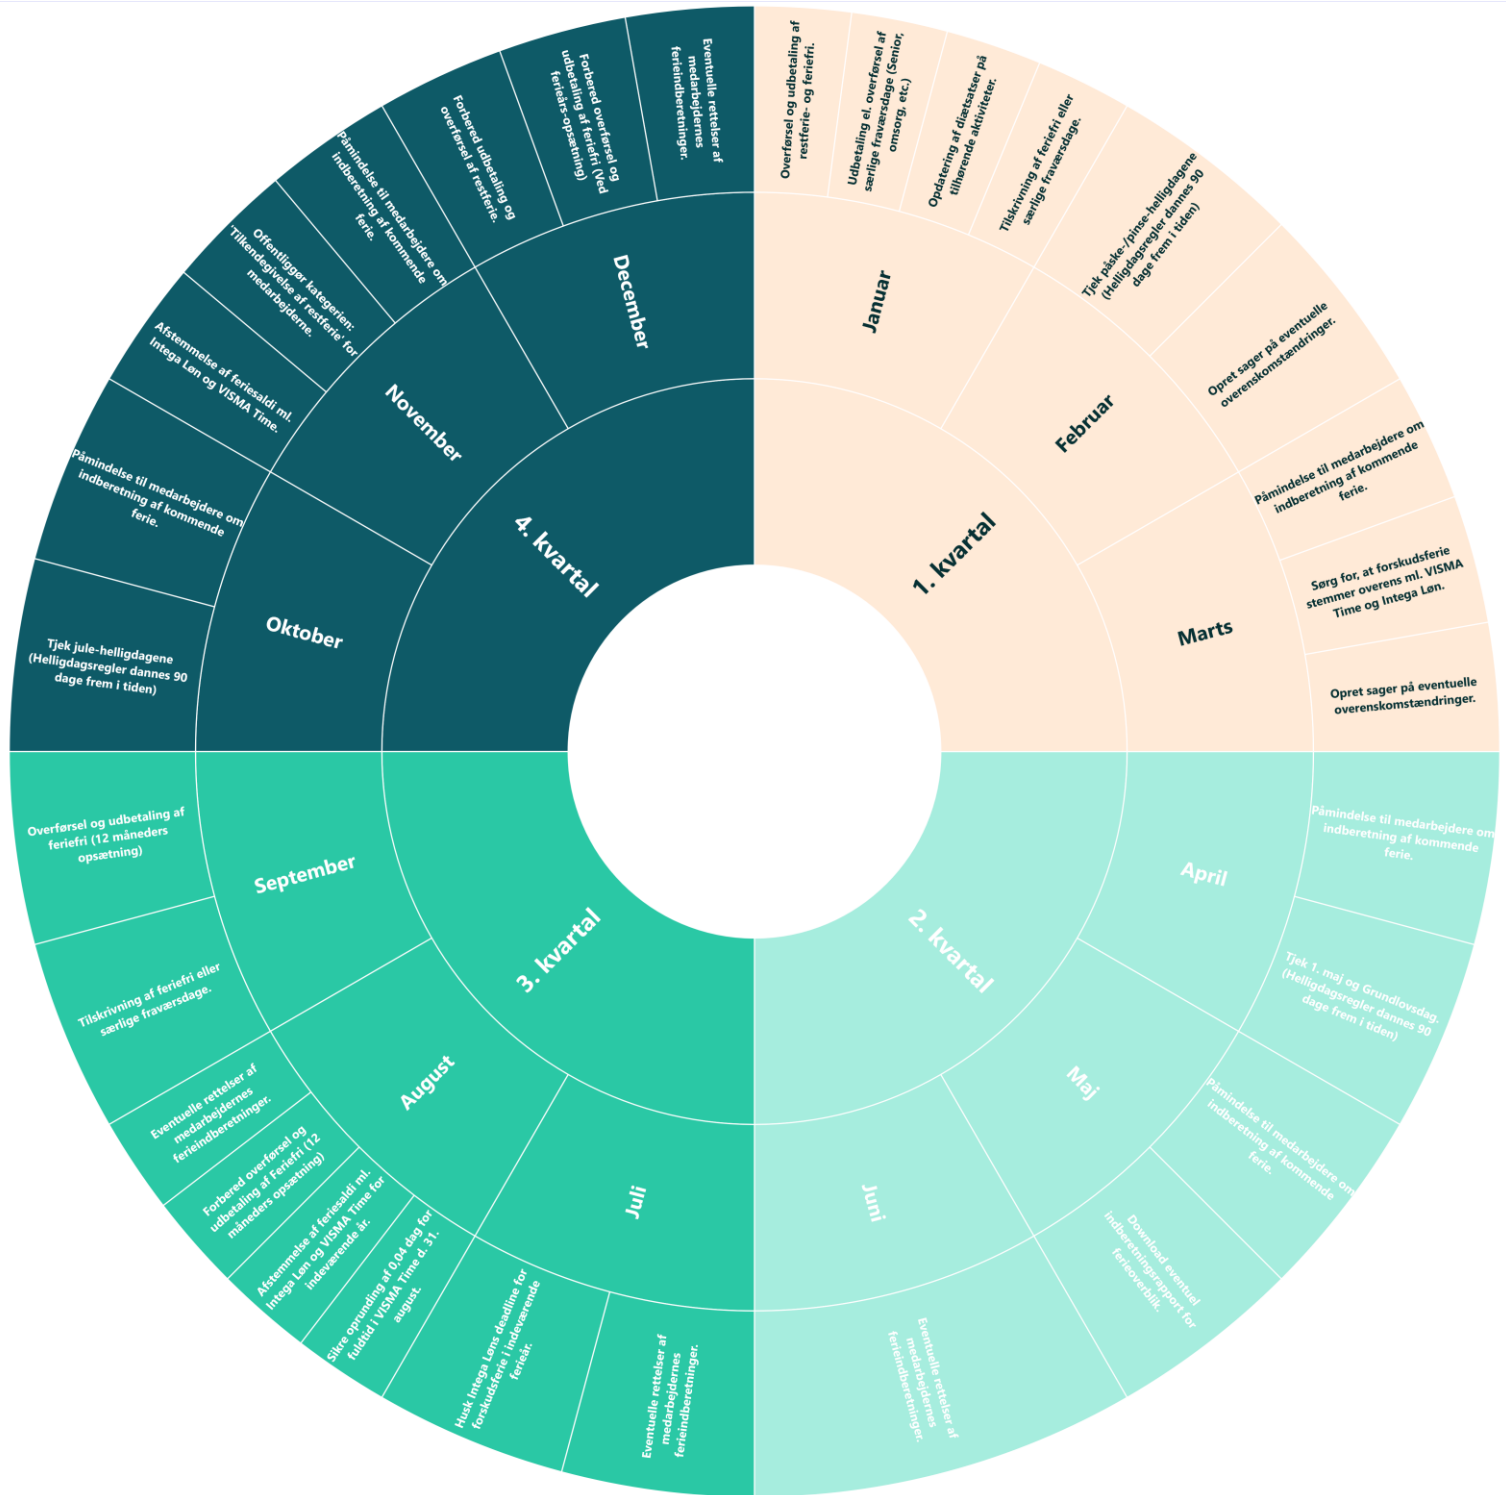 1. kvartal
Januar
Overførsel og udbetaling af
restferie- og feriefri.
Udbetaling el. overførsel af
særlige fraværsdage (Senior,
omsorg, etc.)
Opdatering af diætsatser på
tilhørende aktiviteter.
Tilskrivning af feriefri eller
særlige fraværsdage.
Februar
Tjek påske-/pinse-helligdagene
(Helligdagsregler dannes 90
dage frem i tiden)
Opret sager på eventuelle
overenskomstændringer.
Marts
Påmindelse til medarbejdere om
indberetning af kommende
ferie.
Sørg for, at forskudsferie
stemmer overens ml. VISMA
Time og Intega Løn.
Opret sager på eventuelle
overenskomstændringer.
2. kvartal
April
Påmindelse til medarbejdere om
indberetning af kommende
ferie.
Tjek 1. maj og Grundlovsdag.
(Helligdagsregler dannes 90
dage frem i tiden)
Maj
Påmindelse til medarbejdere om
indberetning af kommende
ferie.
Download eventuel
indberetningsrapport for
ferieoverblik.
Juni
Eventuelle rettelser af
medarbejdernes
ferieindberetninger.
3. kvartal
Juli
Eventuelle rettelser af
medarbejdernes
ferieindberetninger.
Husk Intega Løns deadline for
forskudsferie i indeværende
ferieår.
August
Sikre oprunding af 0,04 dag for
fuldtid i VISMA Time d. 31.
august.
Afstemmelse af feriesaldi ml.
Intega Løn og VISMA Time for
indeværende år.
Forbered overførsel og
udbetaling af Feriefri (12
måneders opsætning)
Eventuelle rettelser af
medarbejdernes
ferieindberetninger.
September
Tilskrivning af feriefri eller
særlige fraværsdage.
Overførsel og udbetaling af
feriefri (12 måneders
opsætning)
4. kvartal
Oktober
Tjek jule-helligdagene
(Helligdagsregler dannes 90
dage frem i tiden)
Påmindelse til medarbejdere om
indberetning af kommende
ferie.
November
Afstemmelse af feriesaldi ml.
Intega Løn og VISMA Time.
Offentliggør kategerien:
'Tilkendegivelse af restferie' for
medarbejderne.
Påmindelse til medarbejdere om
indberetning af kommende
ferie.
December
Forbered udbetaling og
overførsel af restferie.
Forbered overførsel og
udbetaling af feriefri (Ved
ferieårs-opsætning)
Eventuelle rettelser af
medarbejdernes
ferieindberetninger.